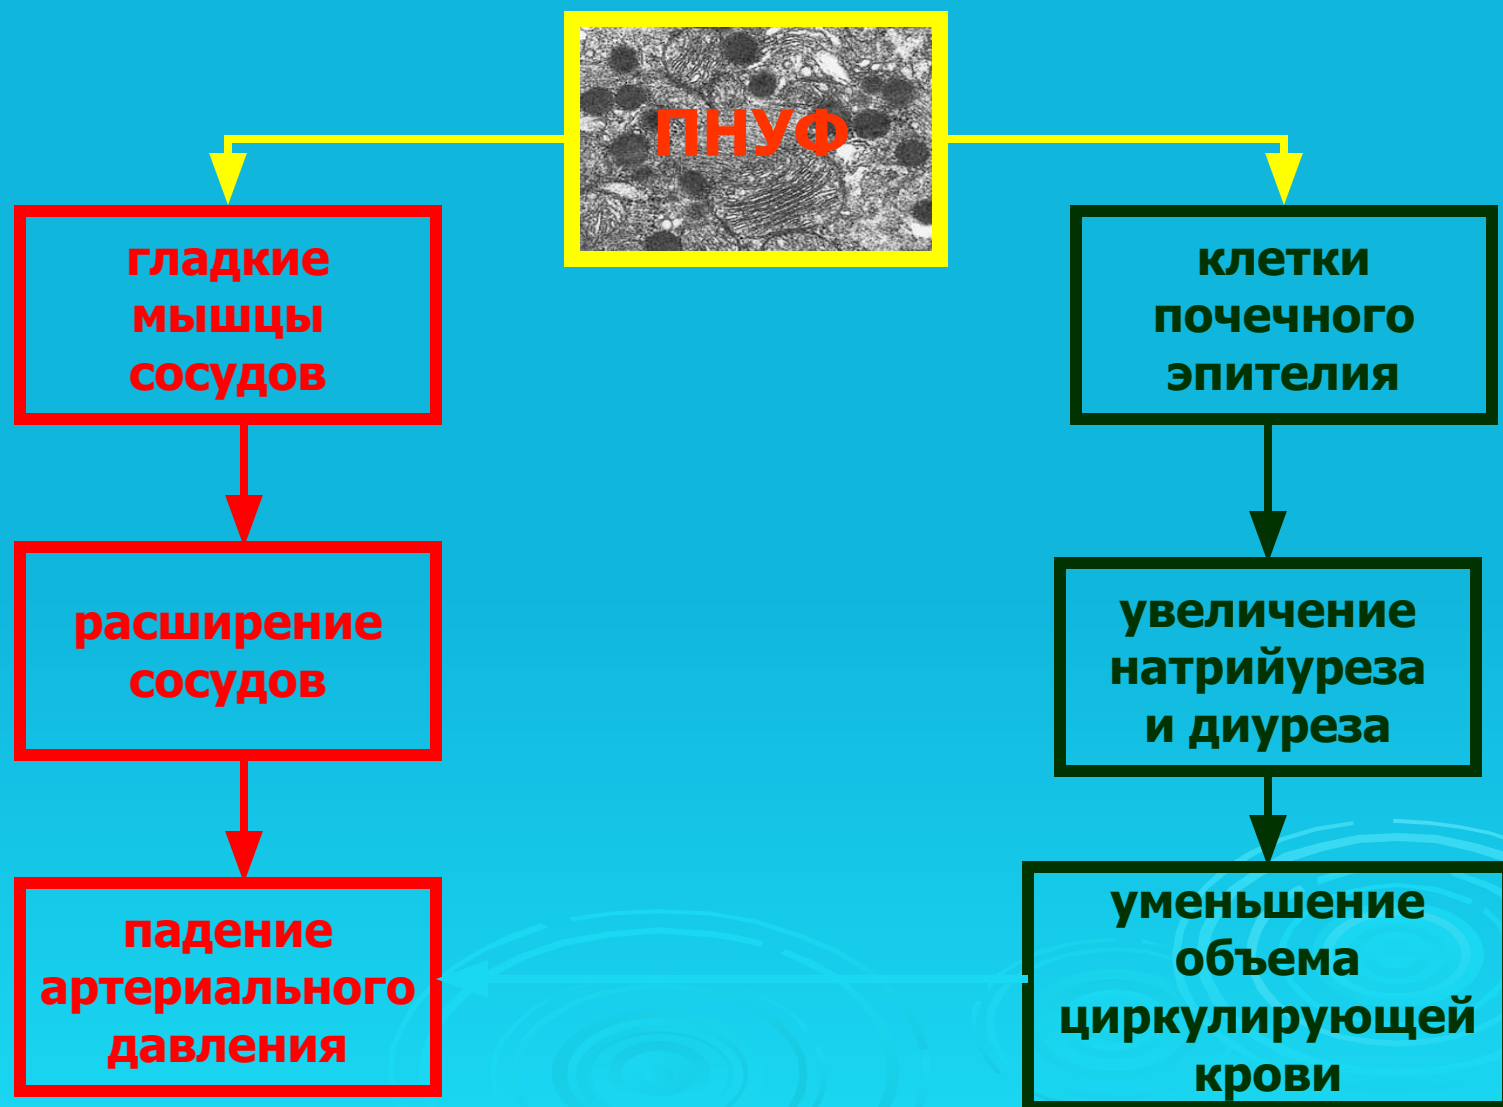 ПНУФ
гладкие
мышцы
сосудов
клетки
почечного
эпителия
расширение
сосудов
увеличение
натрийуреза
и диуреза
падение
артериального
давления
уменьшение
объема
циркулирующей
крови